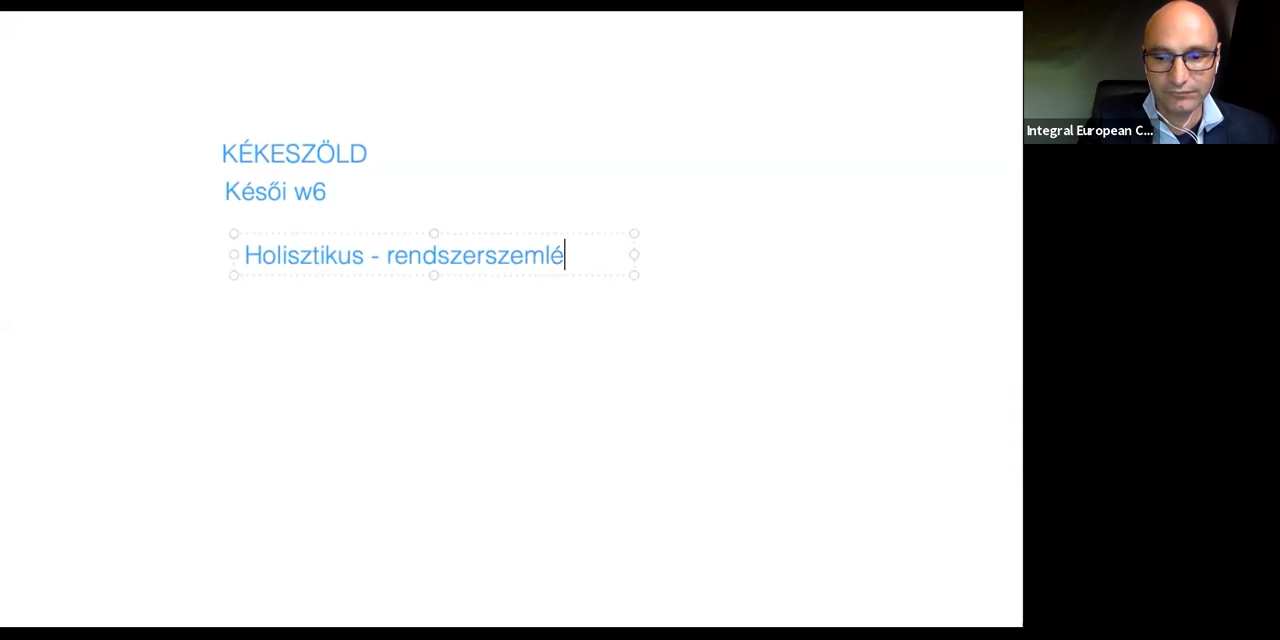 KÉKESZÖLD
Késői w6
Holisztikus - rendszerszemlé
Integral European C...